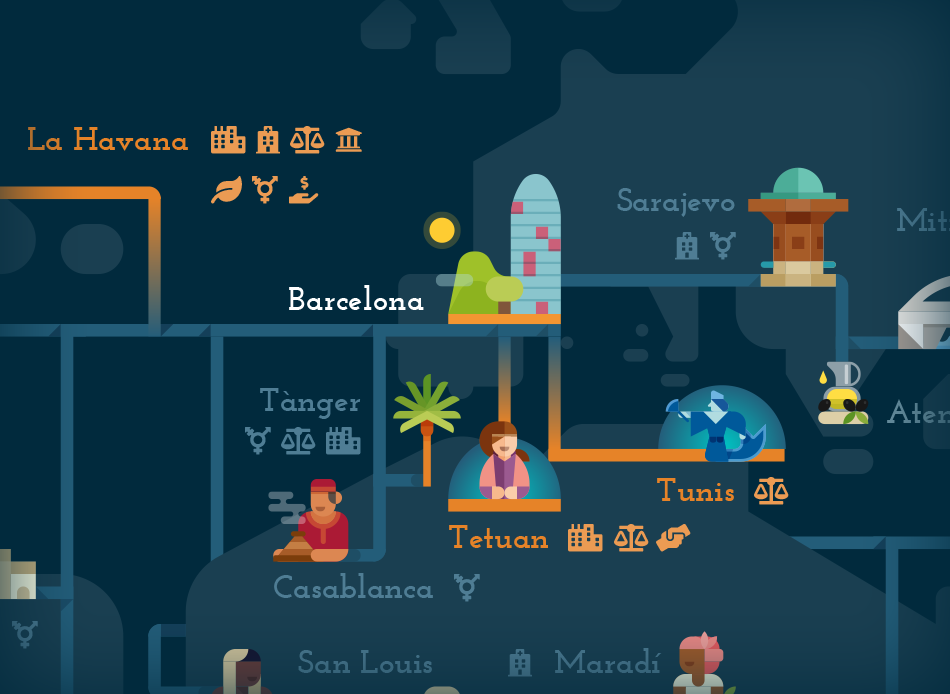 La Havana
Sarajevo
Barcelona
Tànger
Tunis
Tetuan
Casablanca
San Louis
Maradí